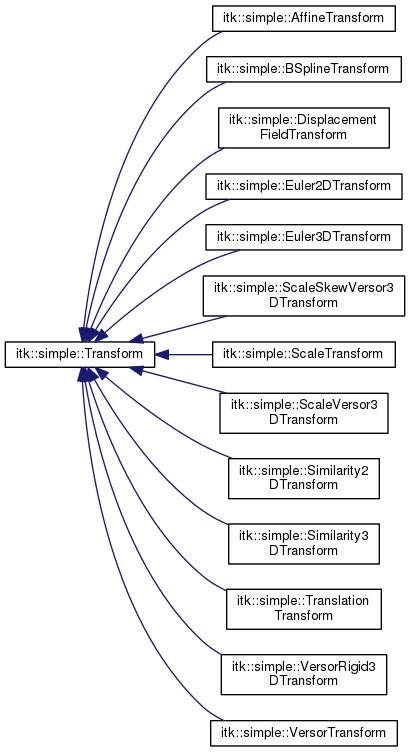 itk::simple::AffineTransform
itk::simple::BSplineTransform
itk::simple::Displacement
FieldTransform
itk::simple::Euler2DTransform
itk::simple::Euler3DTransform
itk::simple::ScaleSkewVersor3
DTransform
itk::simple::Transform
itk::simple::ScaleTransform
itk::simple::ScaleVersor3
DTransform
itk::simple::Similarity2
DTransform
itk::simple::Similarity3
DTransform
itk::simple::Translation
Transform
itk::simple::VersorRigid3
DTransform
itk::simple::VersorTransform